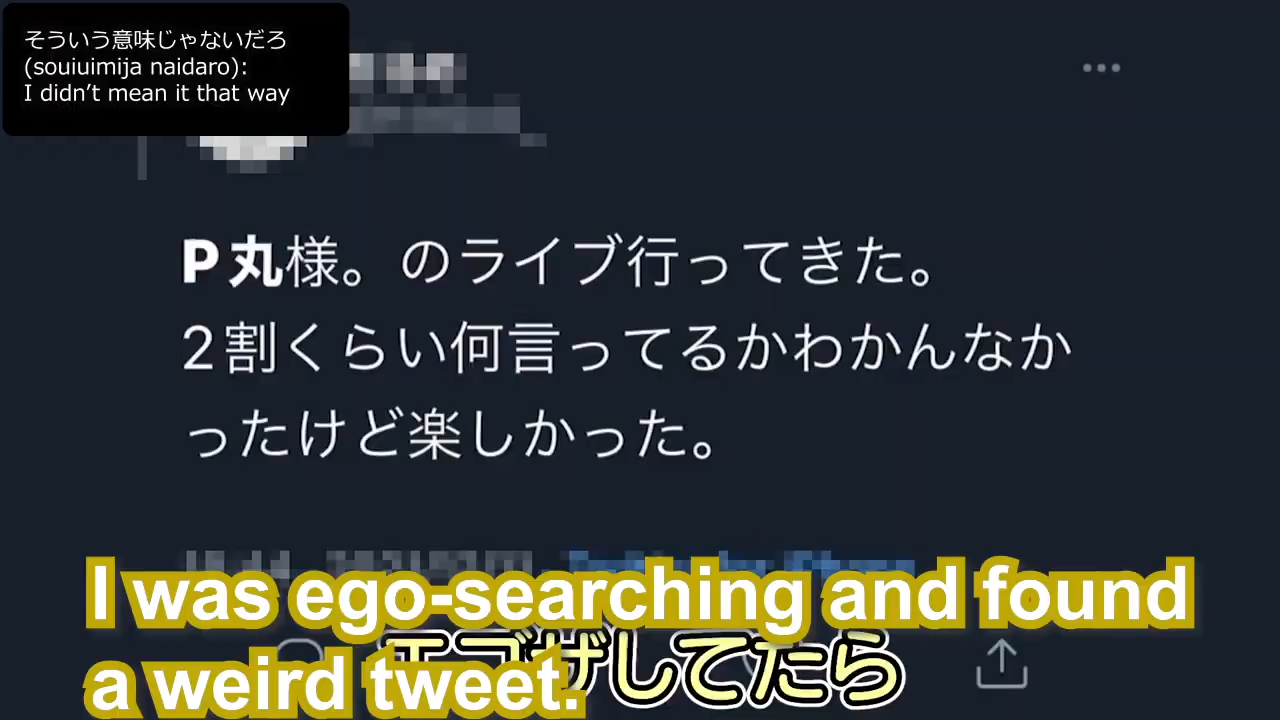 そういう意味じゃないだろ
(souiuimija naidaro):
I didn’t mean it that way
P丸様。のライブ行ってきた。
2割くらい何言ってるかわかんなか
ったけど楽しかった。
I was ego-searching and found
a weird tweet.
エゴサしてたら